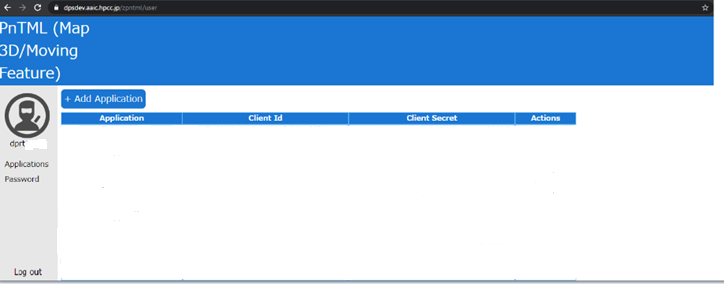 dpsdev.aaic.hpcc.jp/zphtml/user
PnTML (Map
3D/Moving
Feature)
+ Add Application
Application Client Id Client Secret Actions
dprt
Applications
Password
Log out